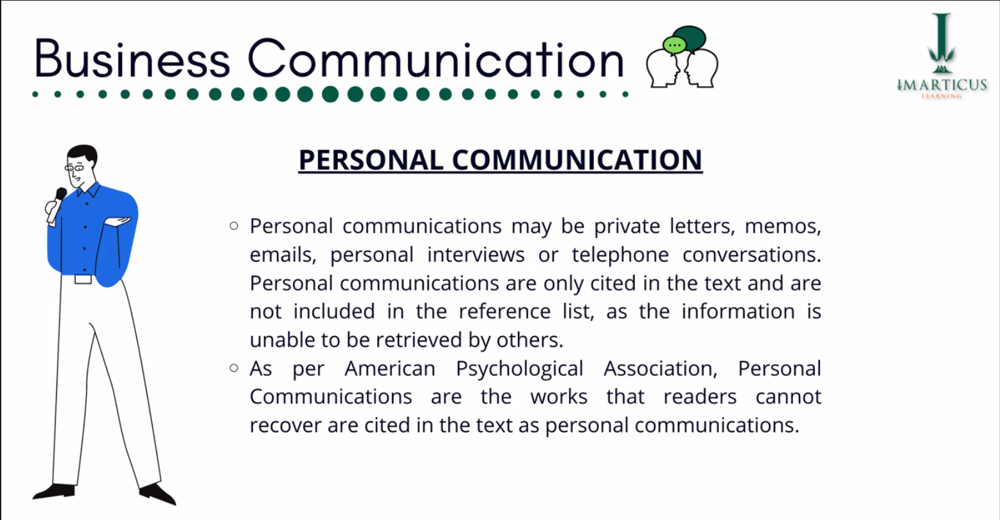 Business Communication
IMARTICUS
LEARNING
PERSONAL COMMUNICATION
Personal communications may be private letters, memos,
emails, personal interviews or telephone conversations.
Personal communications are only cited in the text and are
not included in the reference list, as the information is
unable to be retrieved by others.
As per American Psychological Association, Personal
Communications are the works that readers cannot
recover are cited in the text as personal communications.